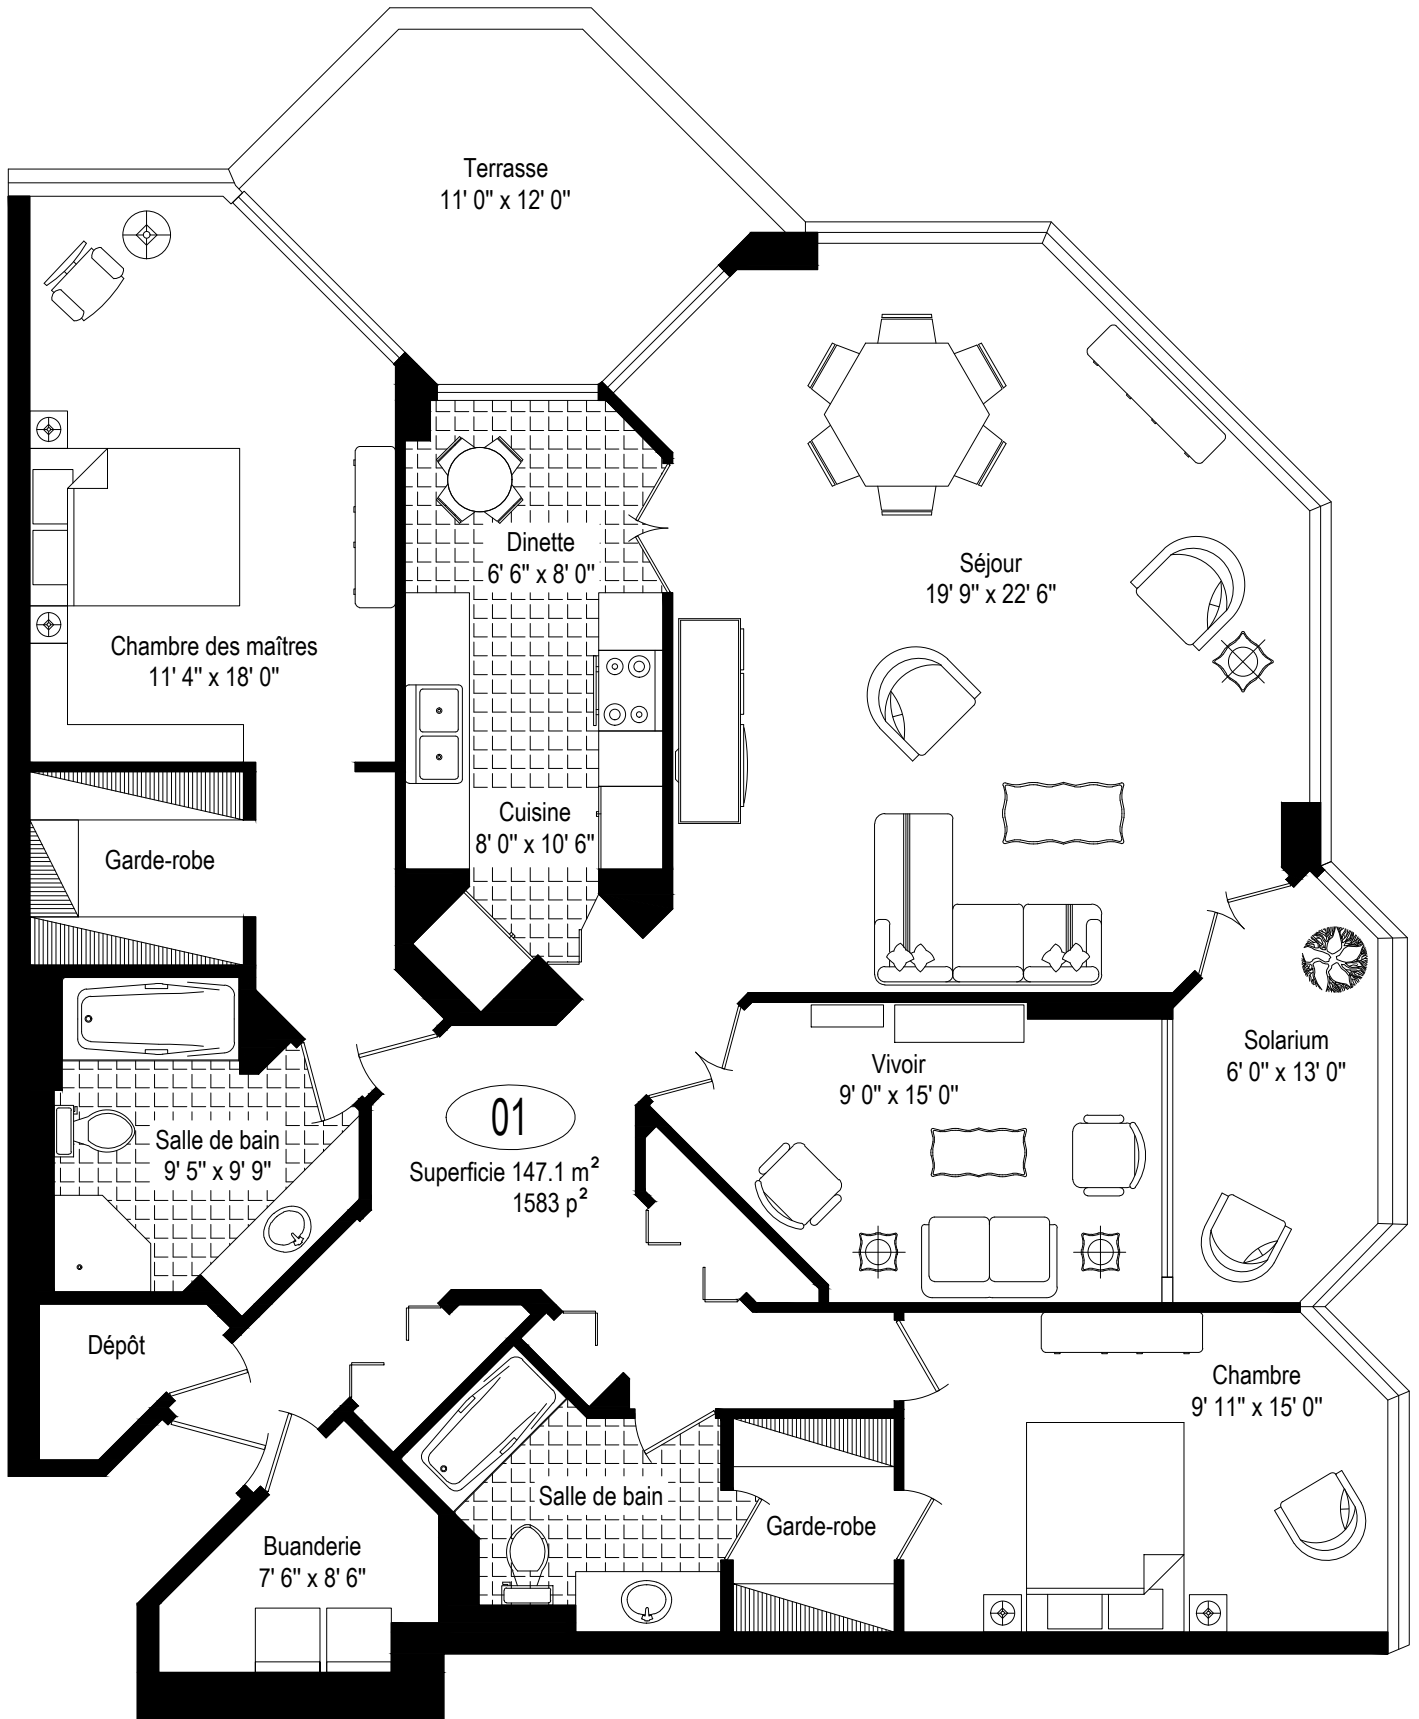 Terrasse
11' 0" x 12' 0"
Dinette
6' 6" x 8' 0"
Séjour
19' 9" x 22' 6"
Chambre des maîtres
11' 4" x 18' 0"
Cuisine
8' 0" x 10' 6"
Garde-robe
Solarium
6' 0" x 13' 0"
Vivoir
9' 0" x 15' 0"
01
Superficie 147.1 m²
1583 p²
Salle de bain
9' 5" x 9' 9"
Dépôt
Chambre
9' 11" x 15' 0"
Salle de bain
Garde-robe
Buanderie
7' 6" x 8' 6"